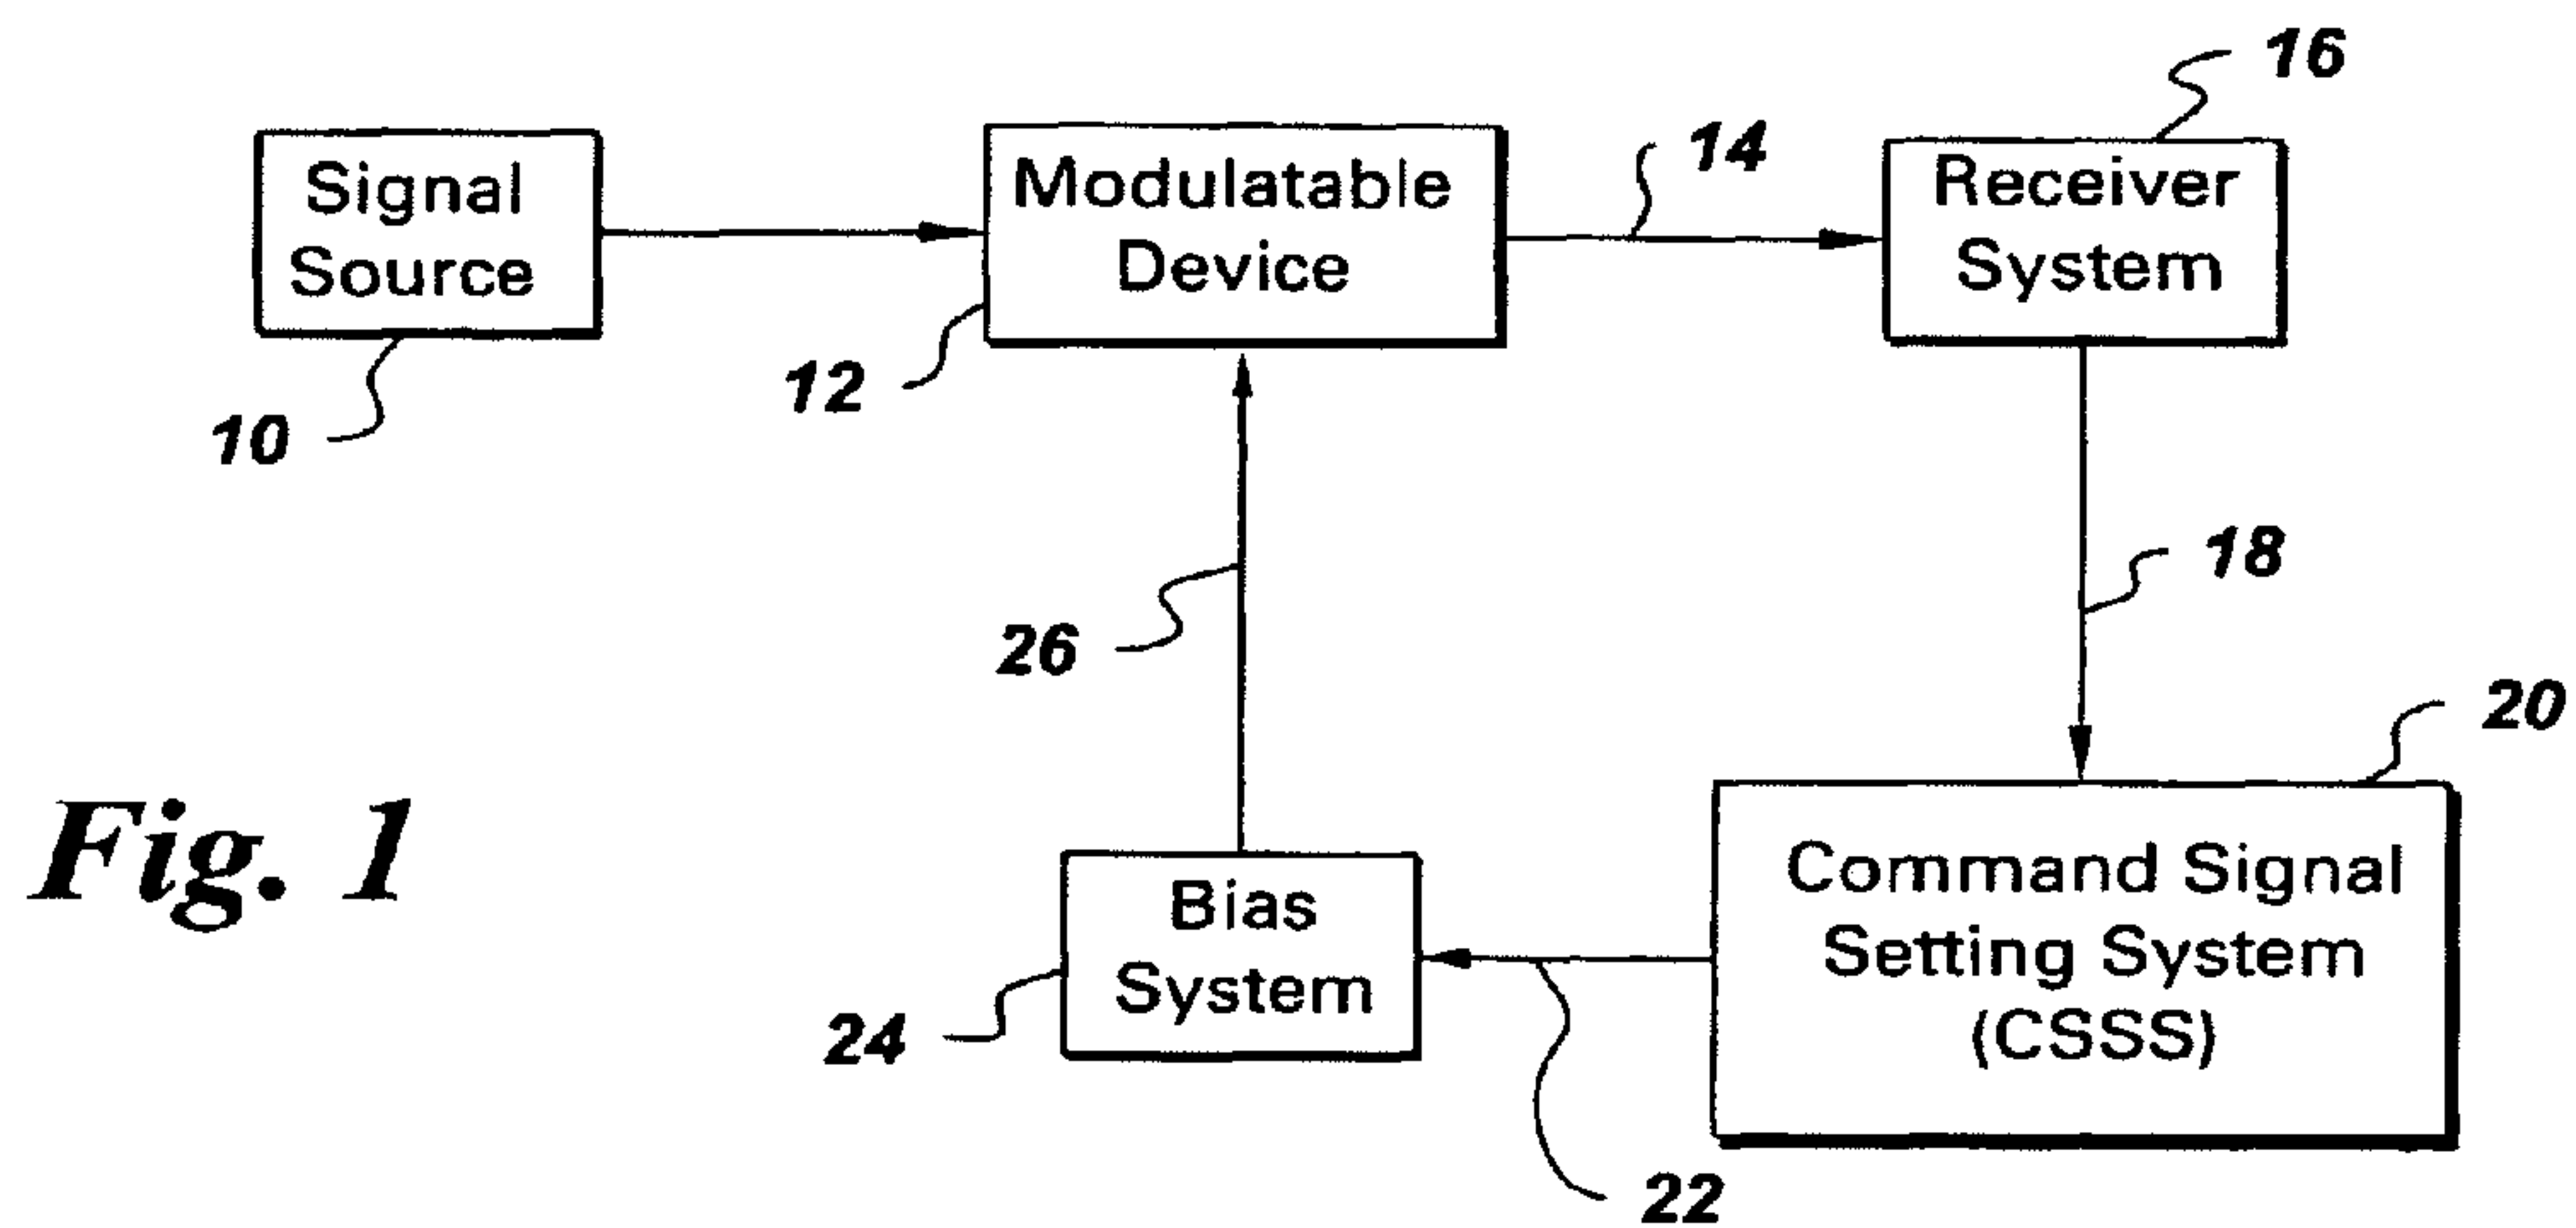 16
14
Signal
Source
Modulatable
Device
Receiver
System
12
10
18
26
20
Fig. 1
Bias
System
Command Signal
Setting System
(CSSS)
24
22